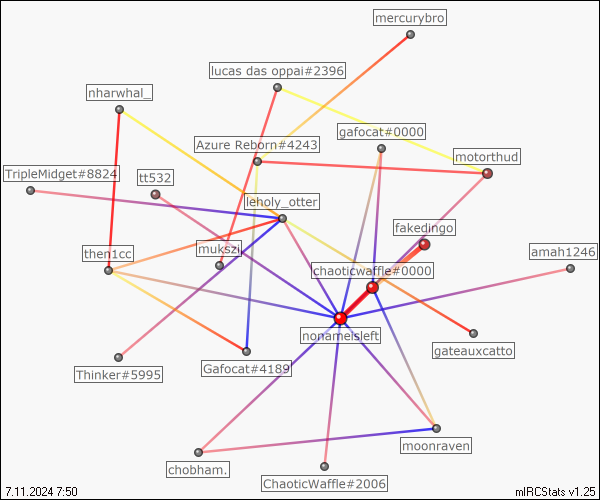 mercurybro
lucas das oppai#2396
nharwhal_
gafocat#0000
Azure Reborn#4243
motorthud
TripleMidget#8824
tt532
leholy_otter
fakedingo
mukszi
then1cc
amah1246
chaoticwaffle#0000
nonameisleft
gateauxcatto
Gafocat#4189
Thinker#5995
moonraven
chobham.
ChaoticWaffle#2006
7.11.2024 7:50
mIRCStats v1.25